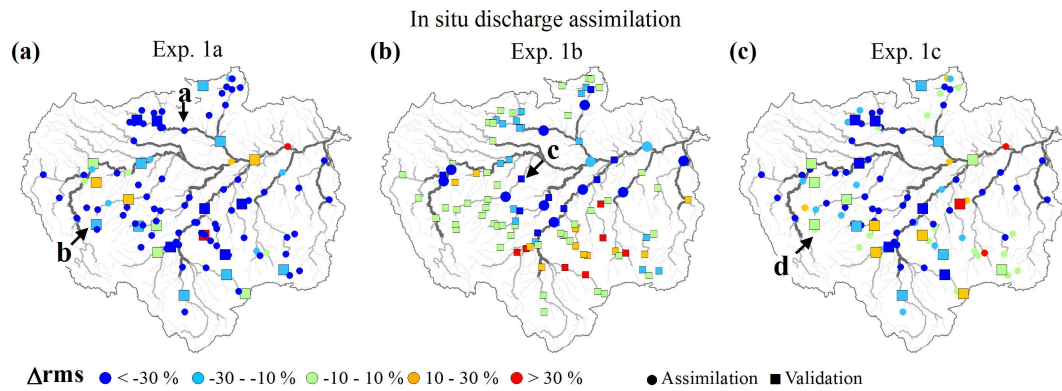 In situ discharge assimilation
(a) Exp. 1a (b) Exp. 1b (c) Exp. 1c
a
c
b
d
Δrms < -30 % -30 - -10 % -10 - 10 % 10 - 30 % > 30 % Assimilation Validation